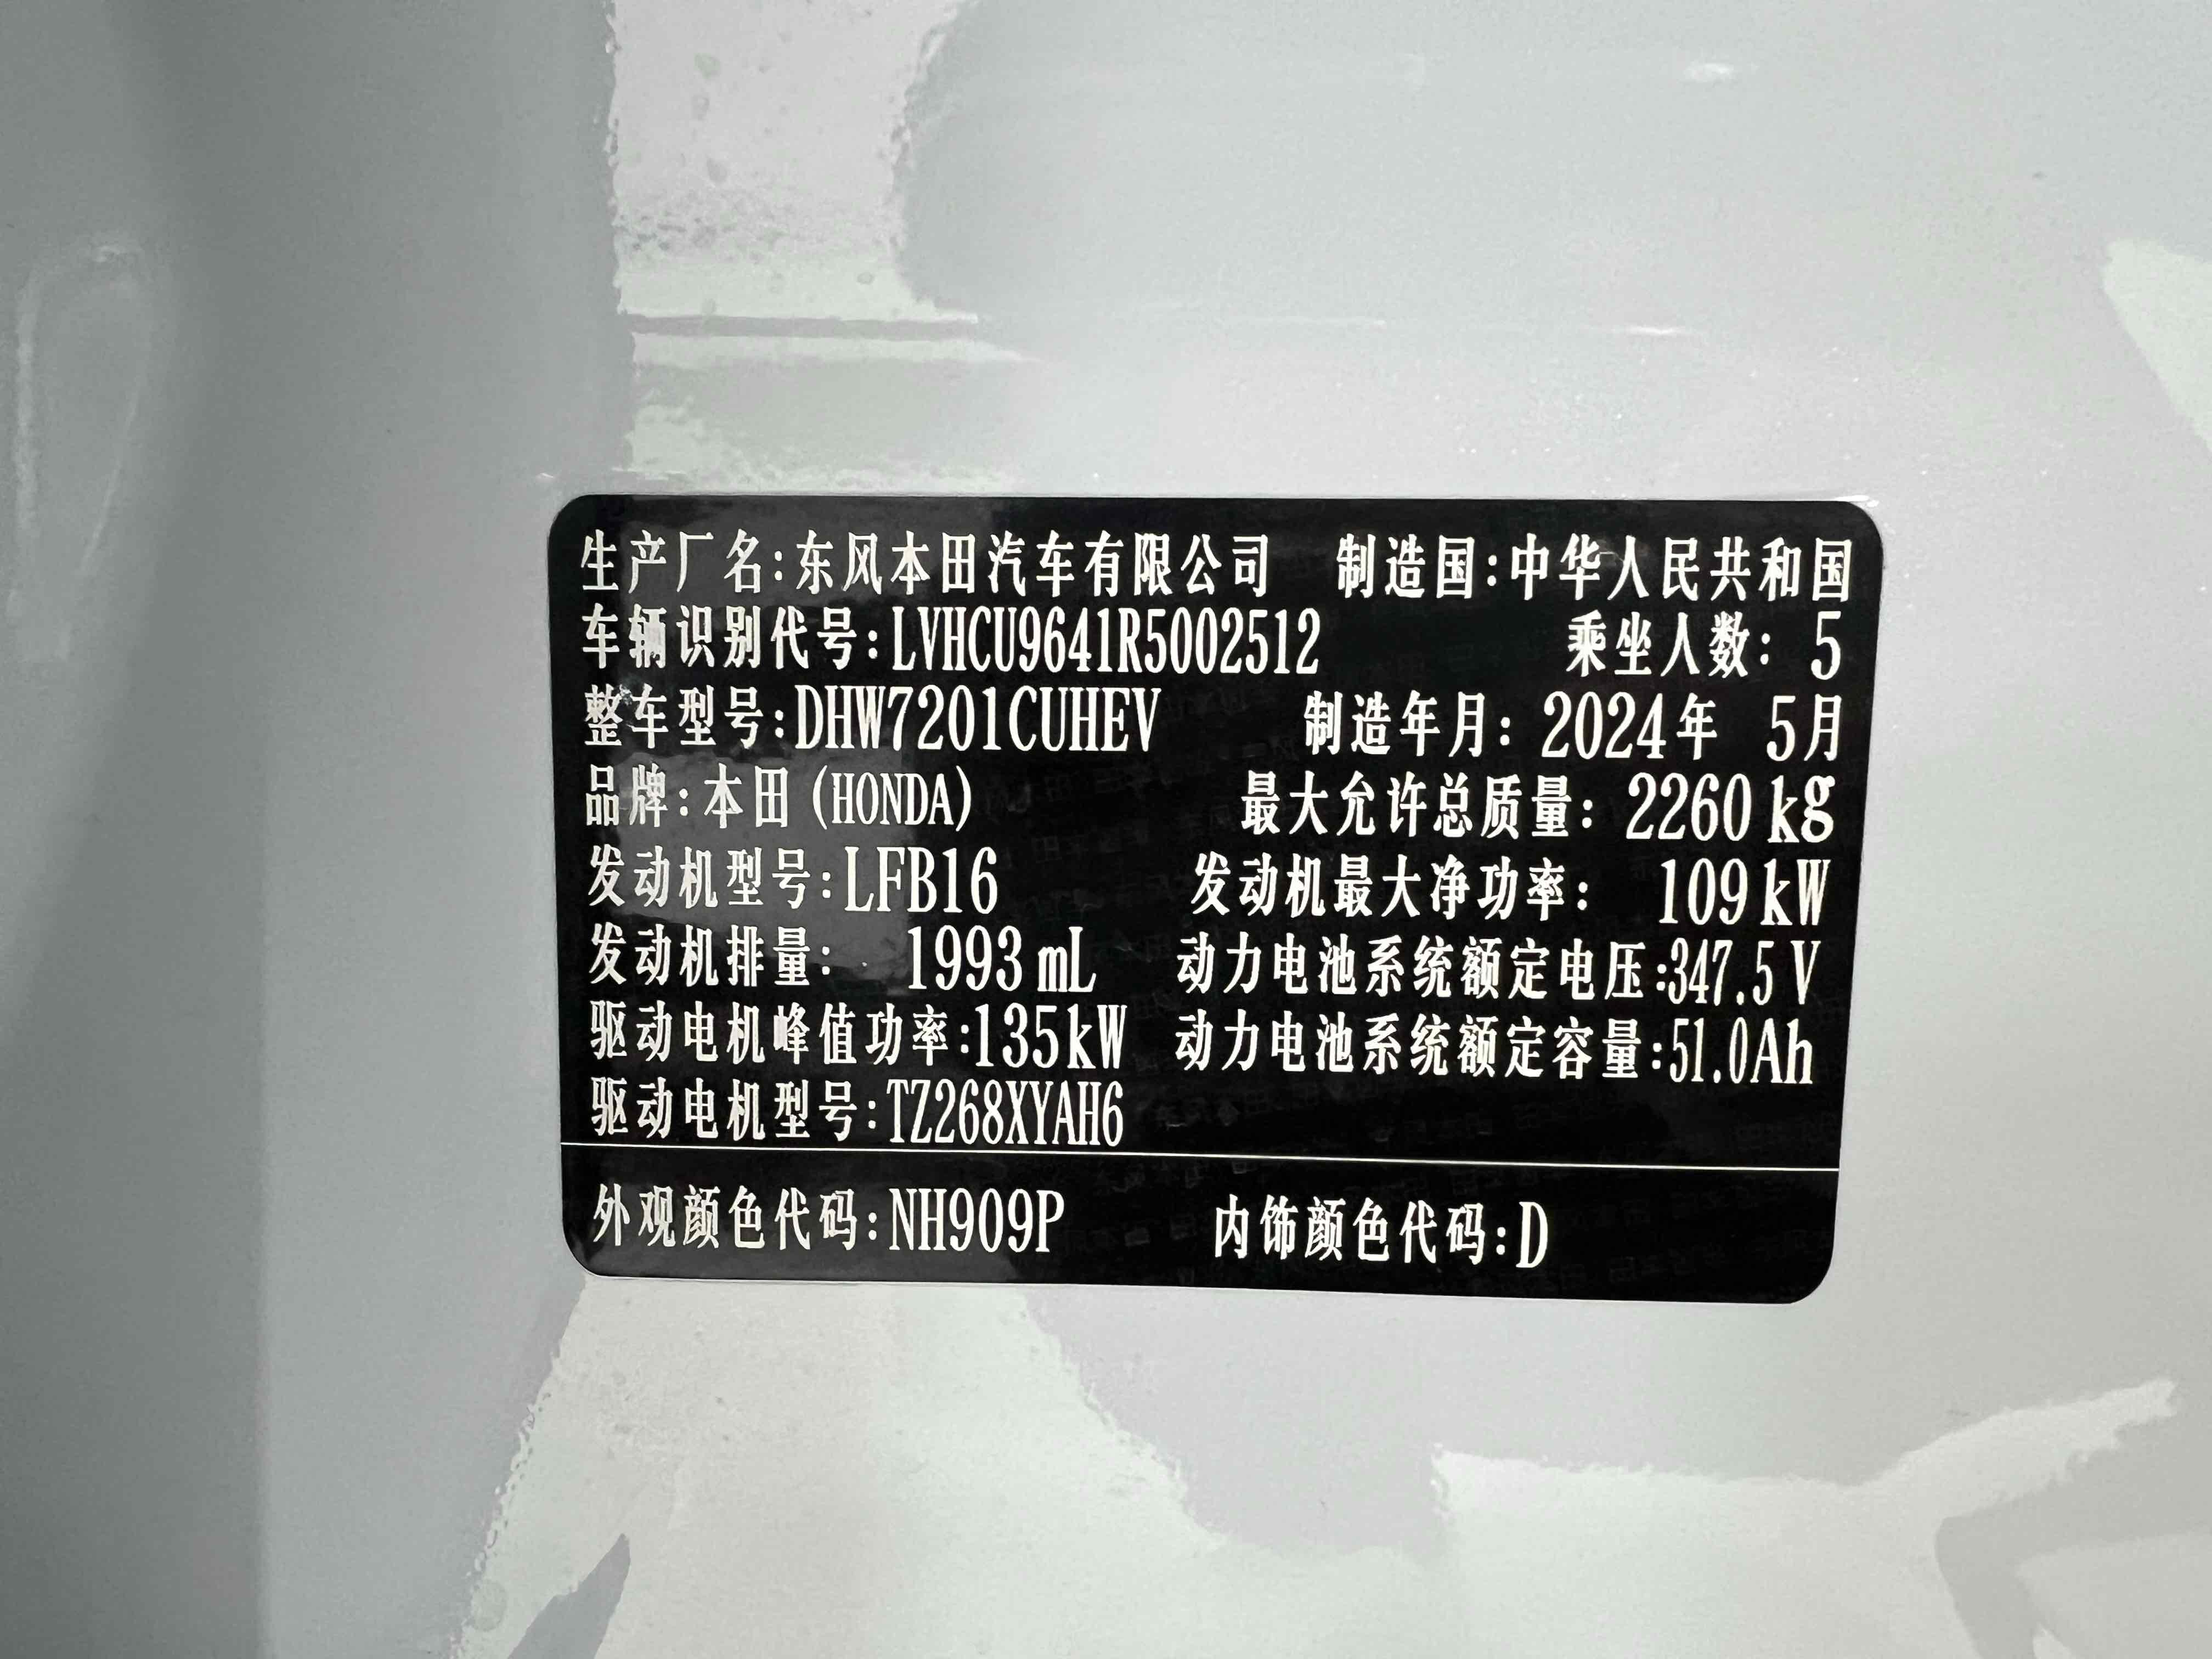 生产厂名:东风本田汽车有限公司 制造国:中华人民共和国
车辆识别代号:LVHCU9641R5002512 乘坐人数: 5
整车型号:DHW7201CUHEV 制造年月: 2024年 5月
品牌:本田(HONDA) 最大允许总质量: 2260 kg
发动机型号:LFB16 发动机最大净功率: 109 kW
发动机排量: 1993 mL 动力电池系统额定电压:347.5 V
驱动电机峰值功率:135kW 动力电池系统额定容量:51.0Ah
驱动电机型号:TZ268XYAH6
外观颜色代码:NH909P 内饰颜色代码:D